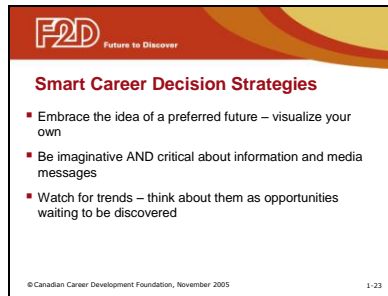 F2D Future to Discover
Smart Career Decision Strategies
▪ Embrace the idea of a preferred future – visualize your
own
▪ Be imaginative AND critical about information and media
messages
▪ Watch for trends – think about them as opportunities
waiting to be discovered
©Canadian Career Development Foundation, November 2005 1-23